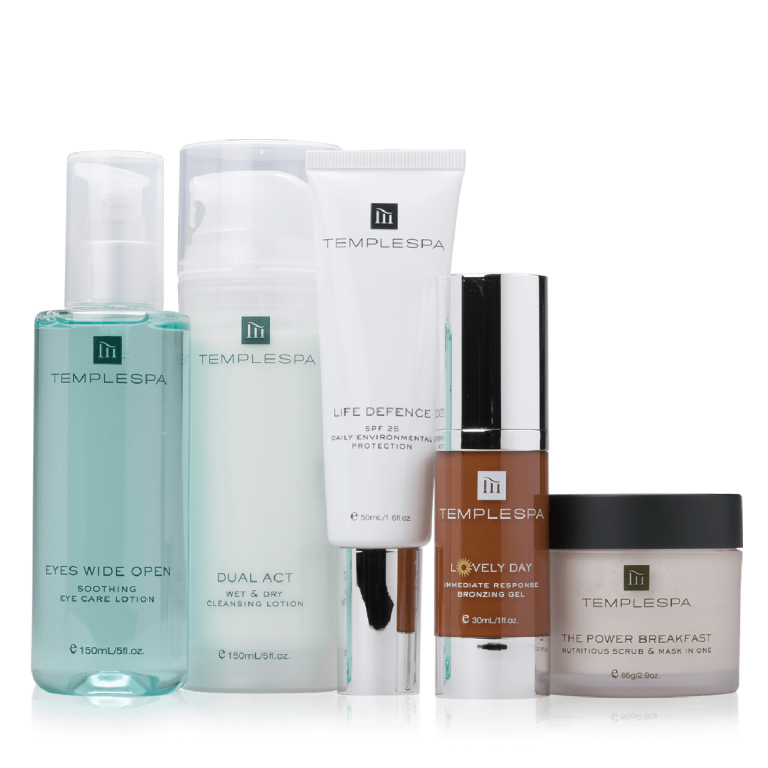 TEMPLESPA
EYES WIDE OPEN
SOOTHING
EYE CARE LOTION
e 150mL/5fl.oz.
TEMPLESPA
DUAL ACT
WET & DRY
CLEANSING LOTION
e 150mL/5fl.oz.
TEMPLESPA
LIFE DEFENCE
SPF 25
DAILY ENVIRONMENTAL
PROTECTION
e 50mL/1.6fl.oz.
TEMPLESPA
LOVELY DAY
IMMEDIATE RESPONSE
BRONZING GEL
e 30mL/1fl.oz.
TEMPLESPA
THE POWER BREAKFAST
NUTRITIOUS SCRUB & MASK IN ONE
e 85g/2.9oz.